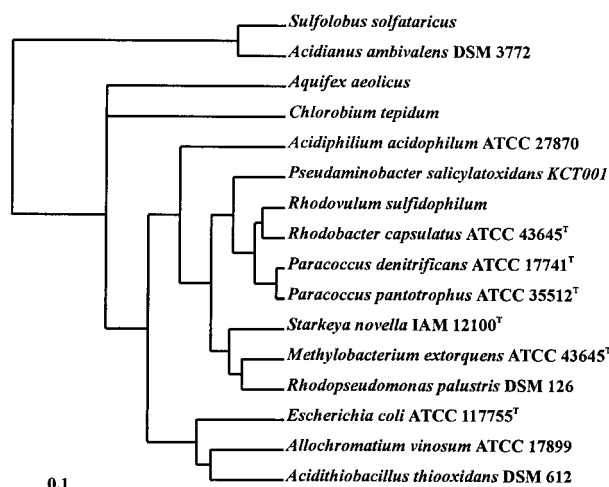 Sulfolobus solfataricus
Acidianus ambivalens DSM 3772
Aquifex aeolicus
Chlorobium tepidum
Acidiphilium acidophilum ATCC 27870
Pseudaminobacter salicylatoxidans KCT001
Rhodovulum sulfidophilum
Rhodobacter capsulatus ATCC 43645ᵀ
Paracoccus denitrificans ATCC 17741ᵀ
Paracoccus pantotrophus ATCC 35512ᵀ
Starkeya novella IAM 12100ᵀ
Methylobacterium extorquens ATCC 43645ᵀ
Rhodopseudomonas palustris DSM 126
Escherichia coli ATCC 117755ᵀ
Allochromatium vinosum ATCC 17899
Acidithiobacillus thiooxidans DSM 612
0.1